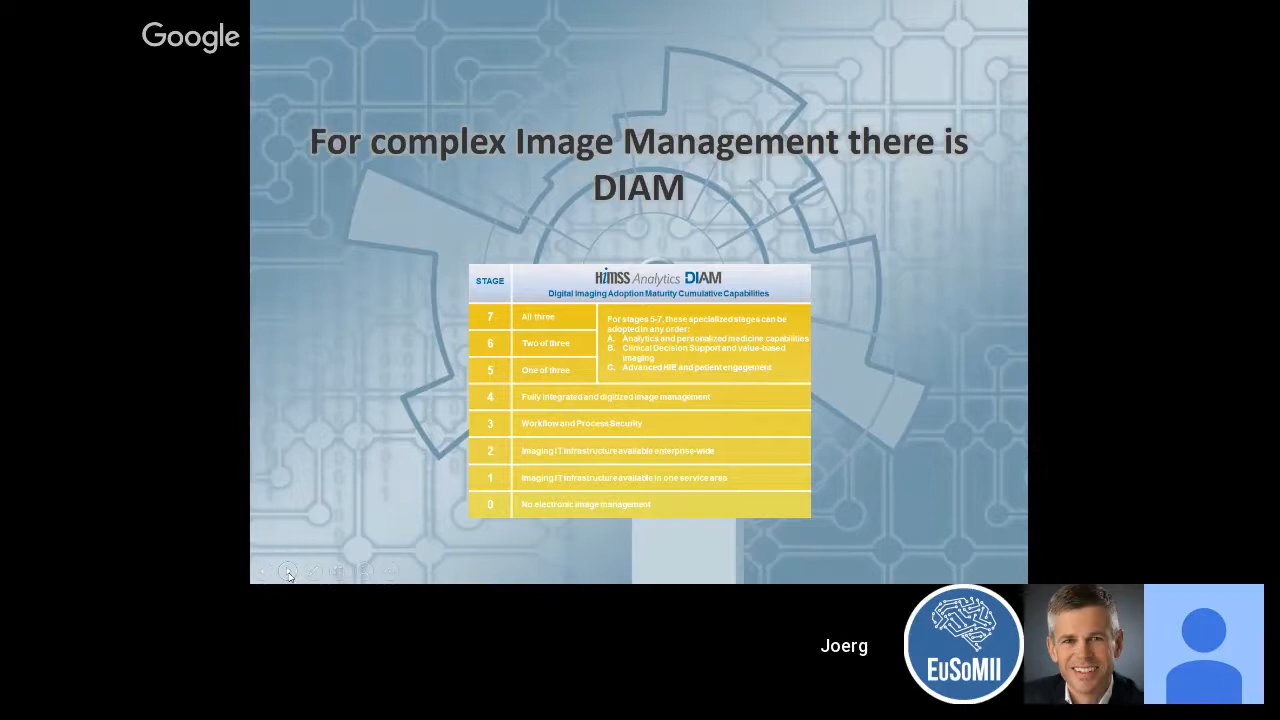 Google
For complex Image Management there is
DIAM
STAGE
HIMSS Analytics DIAM
Digital Imaging Adoption Maturity Cumulative Capabilities
7
All three
6
Two of three
5
One of three
For stages 5-7, these specialized stages can be
adopted in any order:
A. Analytics and personalized medicine capabilities
B. Clinical Decision Support and value-based
imaging
C. Advanced HIE and patient engagement
4
Fully integrated and digitized image management
3
Workflow and Process Security
2
Imaging IT infrastructure available enterprise-wide
1
Imaging IT infrastructure available in one service area
0
No electronic image management
Joerg
EuSoMII